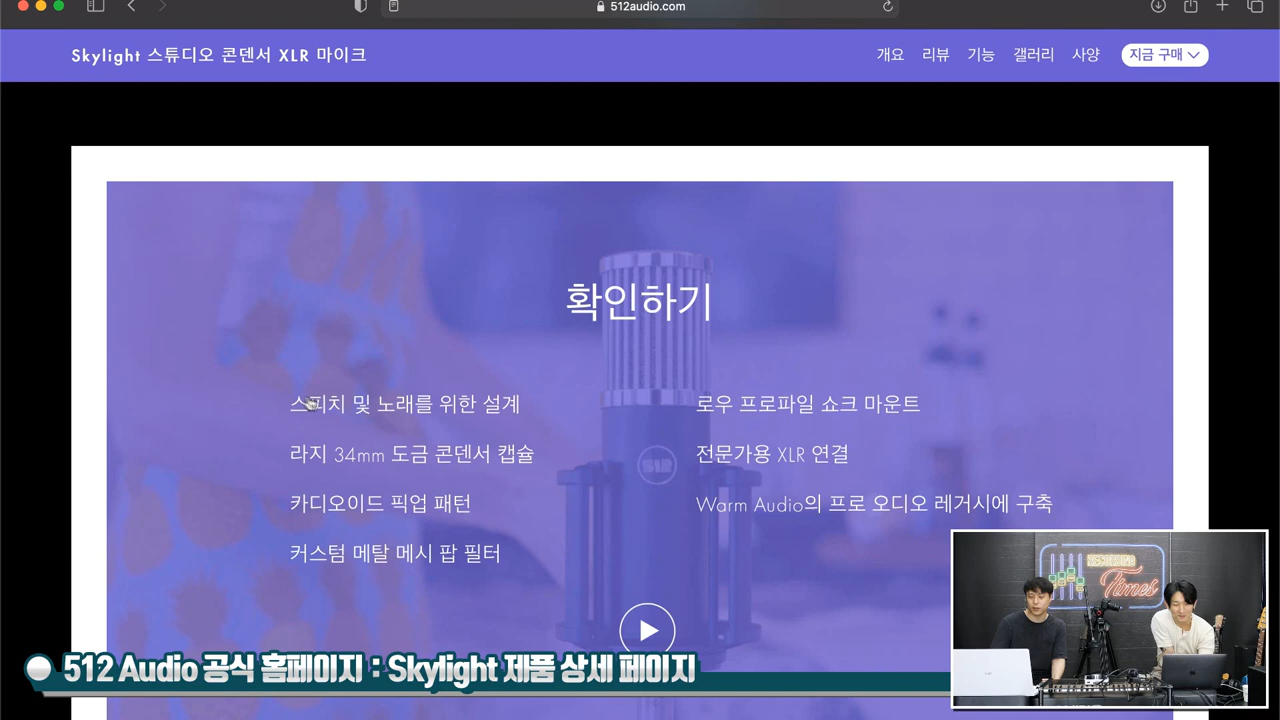 512audio.com
Skylight 스튜디오 콘덴서 XLR 마이크
개요 리뷰 기능 갤러리 사양 지금 구매
확인하기
스피치 및 노래를 위한 설계
로우 프로파일 쇼크 마운트
라지 34mm 도금 콘덴서 캡슐
전문가용 XLR 연결
카디오이드 픽업 패턴
Warm Audio의 프로 오디오 레거시에 구축
커스텀 메탈 메시 팝 필터
512
Times
512 Audio 공식 홈페이지 : Skylight 제품 상세 페이지